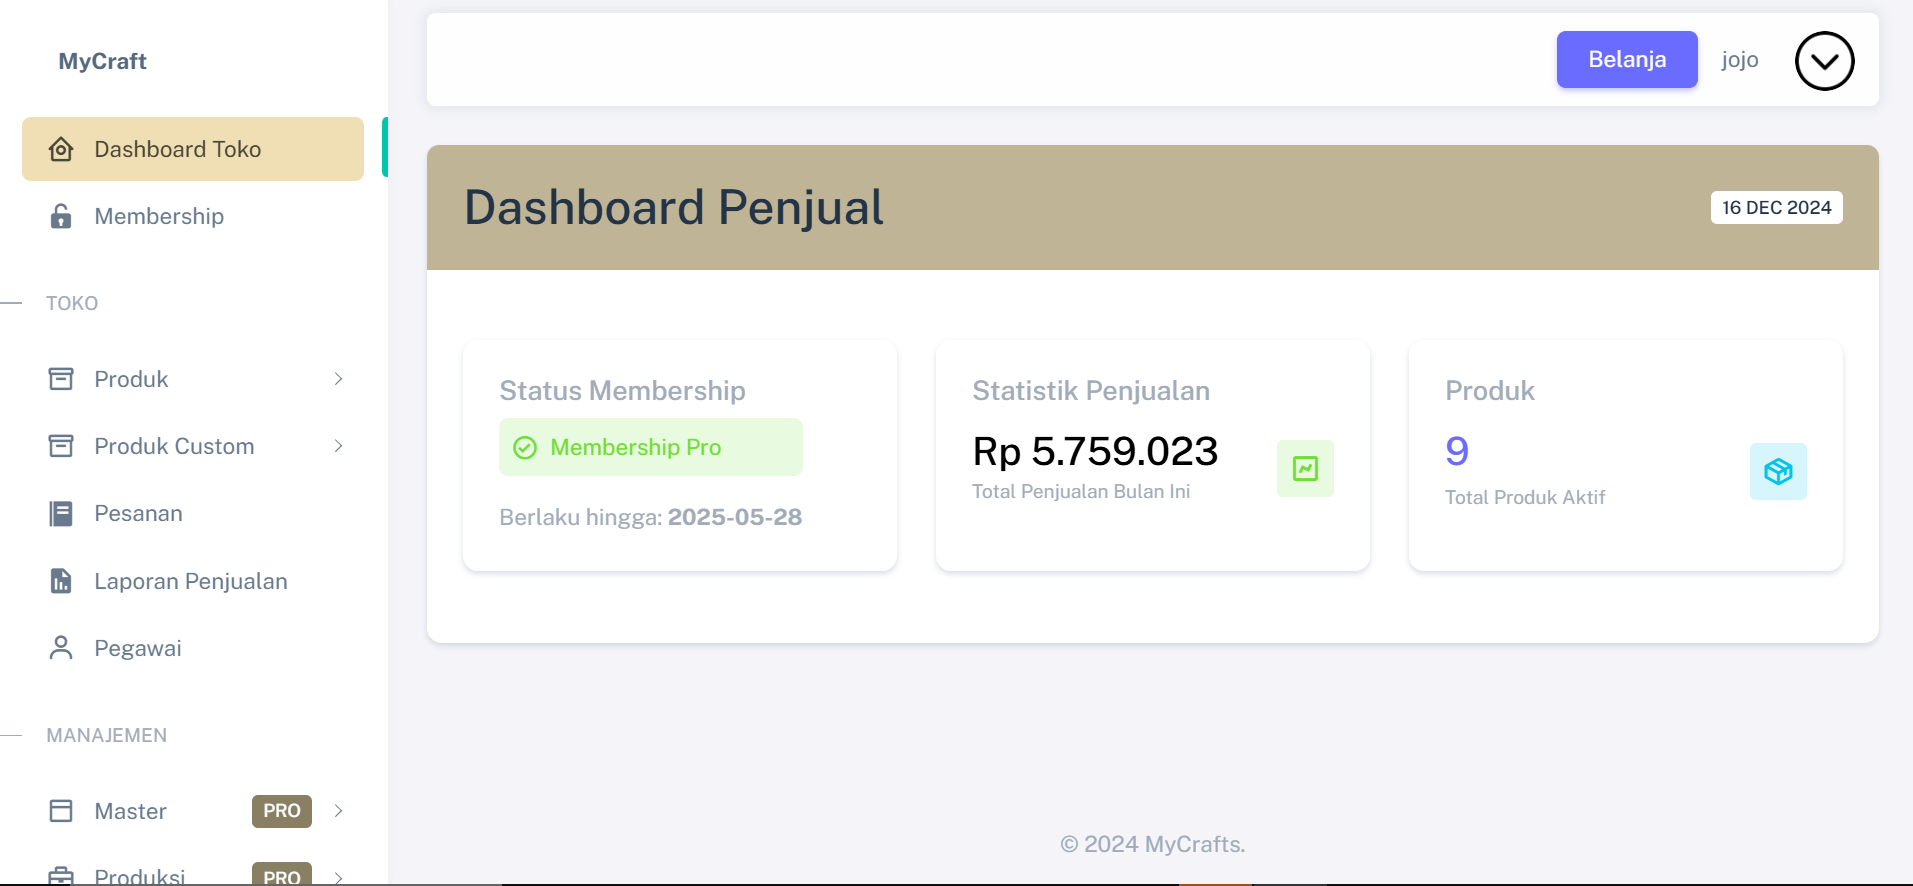 MyCraft
Dashboard Toko
Membership
TOKO
Produk
Produk Custom
Pesanan
Laporan Penjualan
Pegawai
MANAJEMEN
Master PRO
Produksi PRO
Belanja jojo
Dashboard Penjual 16 DEC 2024
Status Membership
Membership Pro
Berlaku hingga: 2025-05-28
Statistik Penjualan
Rp 5.759.023
Total Penjualan Bulan Ini
Produk
9
Total Produk Aktif
© 2024 MyCrafts.